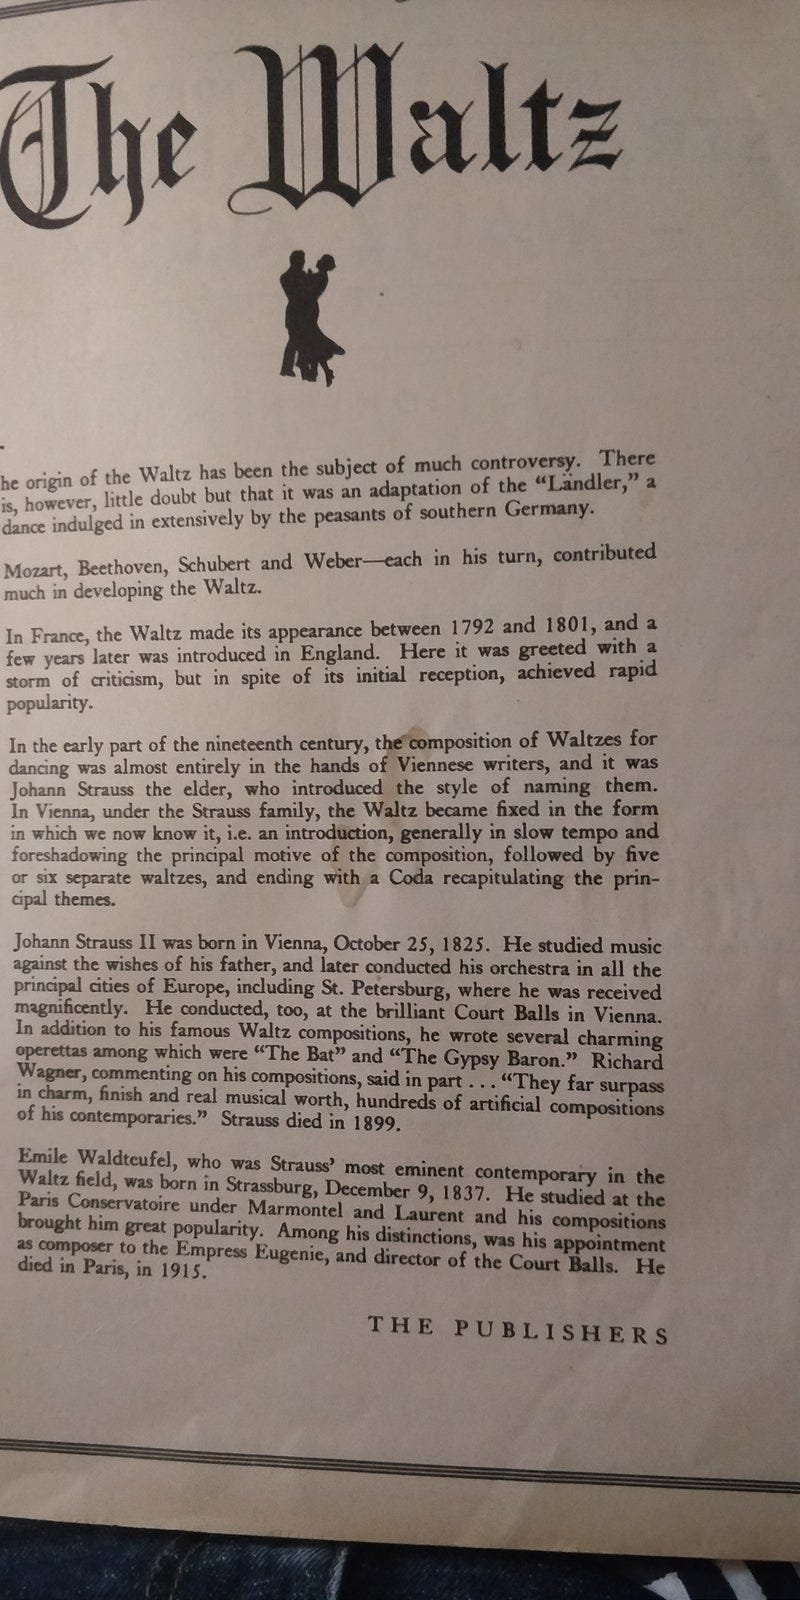 The Waltz
he origin of the Waltz has been the subject of much controversy. There
is, however, little doubt but that it was an adaptation of the “Ländler,” a
dance indulged in extensively by the peasants of southern Germany.
Mozart, Beethoven, Schubert and Weber—each in his turn, contributed
much in developing the Waltz.
In France, the Waltz made its appearance between 1792 and 1801, and a
few years later was introduced in England. Here it was greeted with a
storm of criticism, but in spite of its initial reception, achieved rapid
popularity.
In the early part of the nineteenth century, the composition of Waltzes for
dancing was almost entirely in the hands of Viennese writers, and it was
Johann Strauss the elder, who introduced the style of naming them.
In Vienna, under the Strauss family, the Waltz became fixed in the form
in which we now know it, i.e. an introduction, generally in slow tempo and
foreshadowing the principal motive of the composition, followed by five
or six separate waltzes, and ending with a Coda recapitulating the prin-
cipal themes.
Johann Strauss II was born in Vienna, October 25, 1825. He studied music
against the wishes of his father, and later conducted his orchestra in all the
principal cities of Europe, including St. Petersburg, where he was received
magnificently. He conducted, too, at the brilliant Court Balls in Vienna.
In addition to his famous Waltz compositions, he wrote several charming
operettas among which were “The Bat” and “The Gypsy Baron.” Richard
Wagner, commenting on his compositions, said in part . . . “They far surpass
in charm, finish and real musical worth, hundreds of artificial compositions
of his contemporaries.” Strauss died in 1899.
Emile Waldteufel, who was Strauss’ most eminent contemporary in the
Waltz field, was born in Strassburg, December 9, 1837. He studied at the
Paris Conservatoire under Marmontel and Laurent and his compositions
brought him great popularity. Among his distinctions, was his appointment
as composer to the Empress Eugenie, and director of the Court Balls. He
died in Paris, in 1915.
THE PUBLISHERS